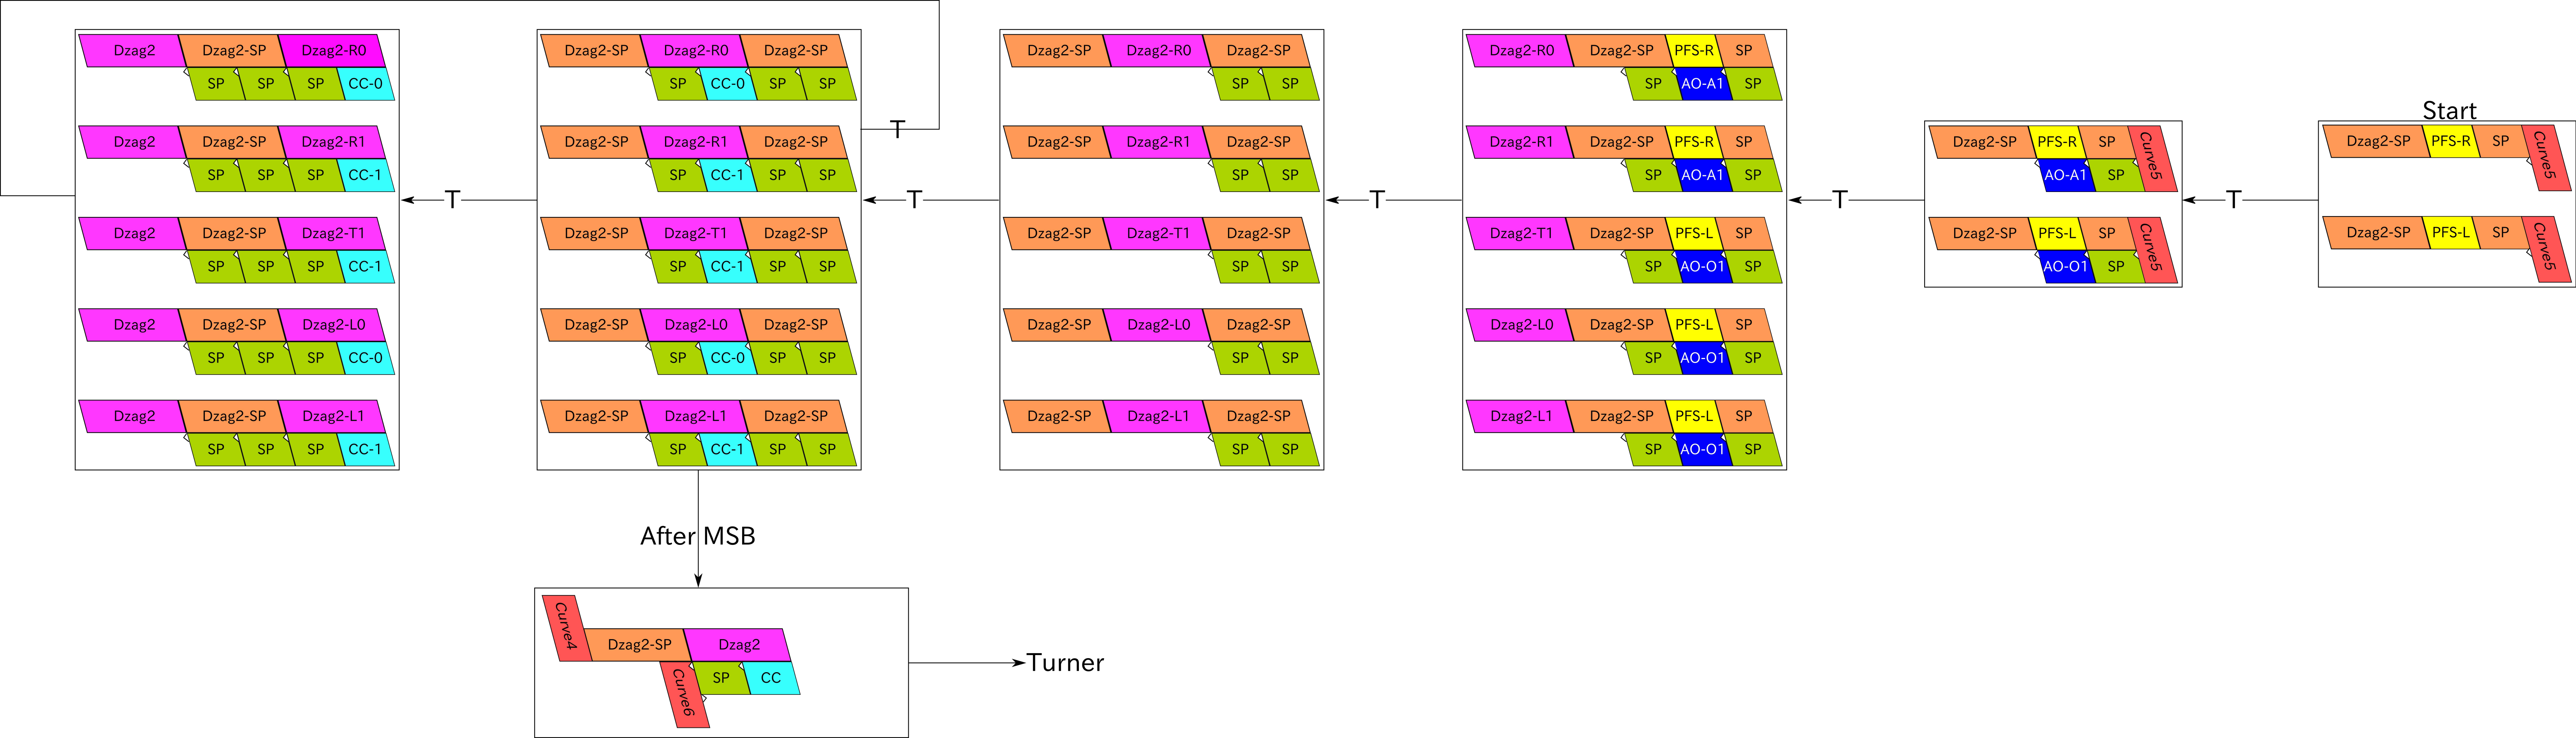 Start
Dzag2 Dzag2-SP Dzag2-R0
SP SP SP CC-0
Dzag2 Dzag2-SP Dzag2-R1
SP SP SP CC-1
Dzag2 Dzag2-SP Dzag2-T1
SP SP SP CC-1
Dzag2 Dzag2-SP Dzag2-L0
SP SP SP CC-0
Dzag2 Dzag2-SP Dzag2-L1
SP SP SP CC-1
T
Dzag2-SP Dzag2-R0 Dzag2-SP
SP CC-0 SP SP
Dzag2-SP Dzag2-R1 Dzag2-SP
SP CC-1 SP SP
Dzag2-SP Dzag2-T1 Dzag2-SP
SP CC-1 SP SP
Dzag2-SP Dzag2-L0 Dzag2-SP
SP CC-0 SP SP
Dzag2-SP Dzag2-L1 Dzag2-SP
SP CC-1 SP SP
T
T
Dzag2-SP Dzag2-R0 Dzag2-SP
SP SP
Dzag2-SP Dzag2-R1 Dzag2-SP
SP SP
Dzag2-SP Dzag2-T1 Dzag2-SP
SP SP
Dzag2-SP Dzag2-L0 Dzag2-SP
SP SP
Dzag2-SP Dzag2-L1 Dzag2-SP
SP SP
T
Dzag2-R0 Dzag2-SP PFS-R SP
SP AO-A1 SP
Dzag2-R1 Dzag2-SP PFS-R SP
SP AO-A1 SP
Dzag2-T1 Dzag2-SP PFS-L SP
SP AO-O1 SP
Dzag2-L0 Dzag2-SP PFS-L SP
SP AO-O1 SP
Dzag2-L1 Dzag2-SP PFS-L SP
SP AO-O1 SP
T
Dzag2-SP PFS-R SP Curve5
AO-A1 SP
Dzag2-SP PFS-L SP Curve5
AO-O1 SP
T
Dzag2-SP PFS-R SP Curve5
Dzag2-SP PFS-L SP Curve5
After MSB
Curve4 Dzag2-SP Dzag2
Curve6 SP CC
Turner